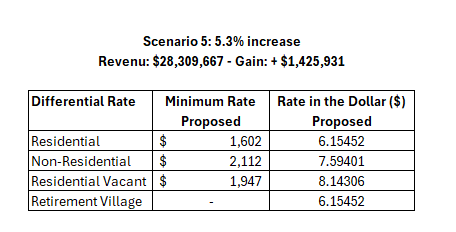 Scenario 5: 5.3% increase
Revenu: $28,309,667 - Gain: + $1,425,931
Differential Rate Minimum Rate Rate in the Dollar ($)
Proposed Proposed
Residential $ 1,602 6.15452
Non-Residential $ 2,112 7.59401
Residential Vacant $ 1,947 8.14306
Retirement Village - 6.15452